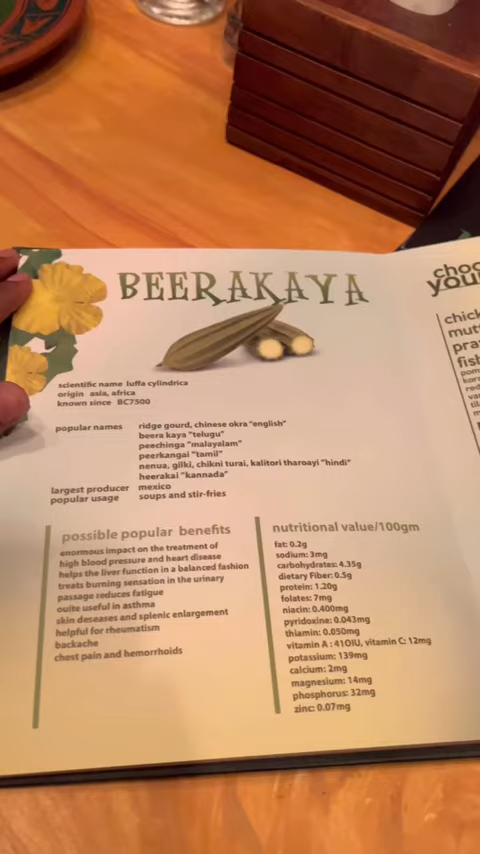 BEERAKAYA
scientific name luffa cylindrica
origin asia, africa
known since BC7500
popular names ridge gourd, chinese okra "english"
beera kaya "telugu"
peechinga "malayalam"
peerkangai "tamil"
nenua, gilki, chikni turai, kalitori tharoayi "hindi"
heerakai "kannada"
largest producer mexico
popular usage soups and stir-fries
possible popular benefits
enormous impact on the treatment of
high blood pressure and heart disease
helps the liver function in a balanced fashion
treats burning sensation in the urinary
passage reduces fatigue
quite useful in asthma
skin deseases and splenic enlargement
helpful for rheumatism
backache
chest pain and hemorrhoids
nutritional value/100gm
fat: 0.2g
sodium: 3mg
carbohydrates: 4.35g
dietary Fiber: 0.5g
protein: 1.20g
folates: 7mg
niacin: 0.400mg
pyridoxine: 0.043mg
thiamin: 0.050mg
vitamin A : 410IU, vitamin C: 12mg
potassium: 139mg
calcium: 2mg
magnesium: 14mg
phosphorus: 32mg
zinc: 0.07mg
choo
your
chick
mutt
pra
fis